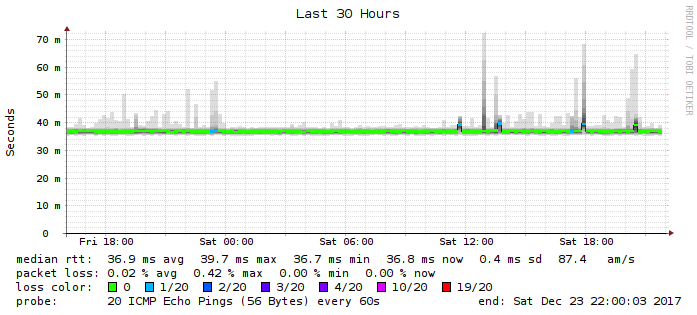 Last 30 Hours
RRDTOOL / TOBI OETIKER
Seconds
70 m
60 m
50 m
40 m
30 m
20 m
10 m
0
Fri 18:00 Sat 00:00 Sat 06:00 Sat 12:00 Sat 18:00
median rtt: 36.9 ms avg 39.7 ms max 36.7 ms min 36.8 ms now 0.4 ms sd 87.4 am/s
packet loss: 0.02 % avg 0.42 % max 0.00 % min 0.00 % now
loss color: 0 1/20 2/20 3/20 4/20 10/20 19/20
probe: 20 ICMP Echo Pings (56 Bytes) every 60s end: Sat Dec 23 22:00:03 2017